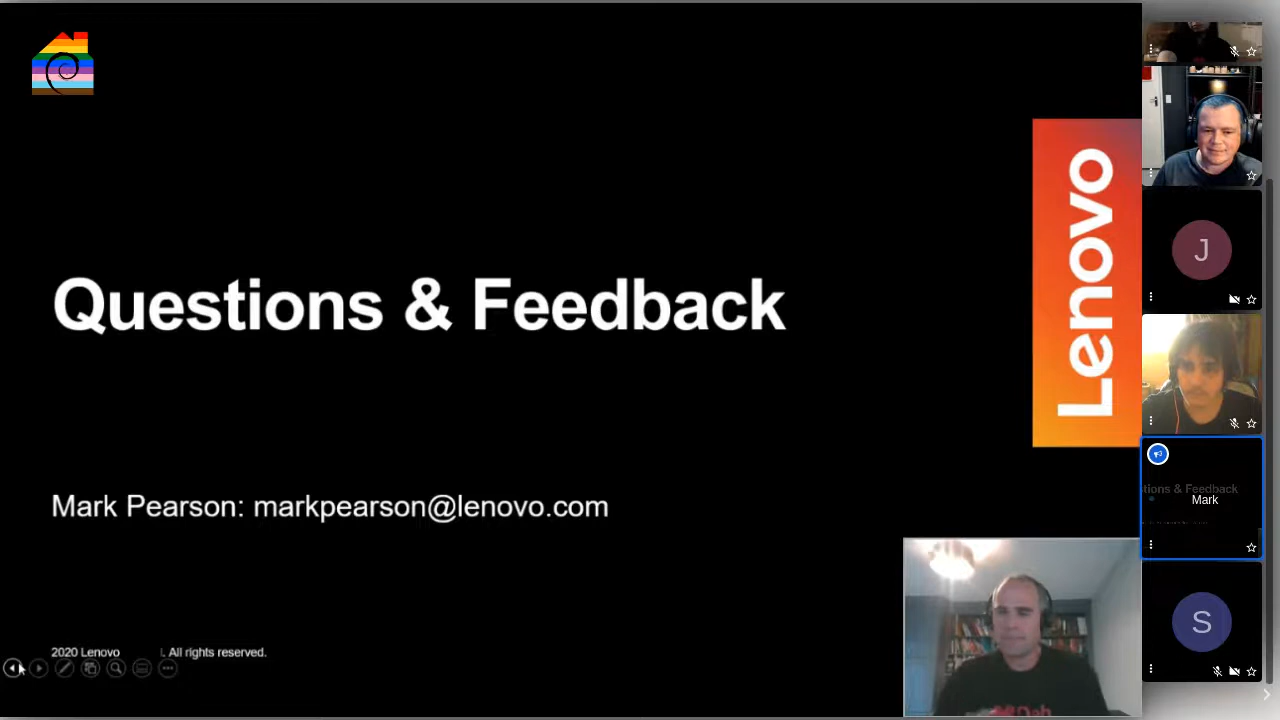 Questions & Feedback
Lenovo
Mark Pearson: markpearson@lenovo.com
2020 Lenovo
. All rights reserved.
J
tions & Feedback
Mark
S